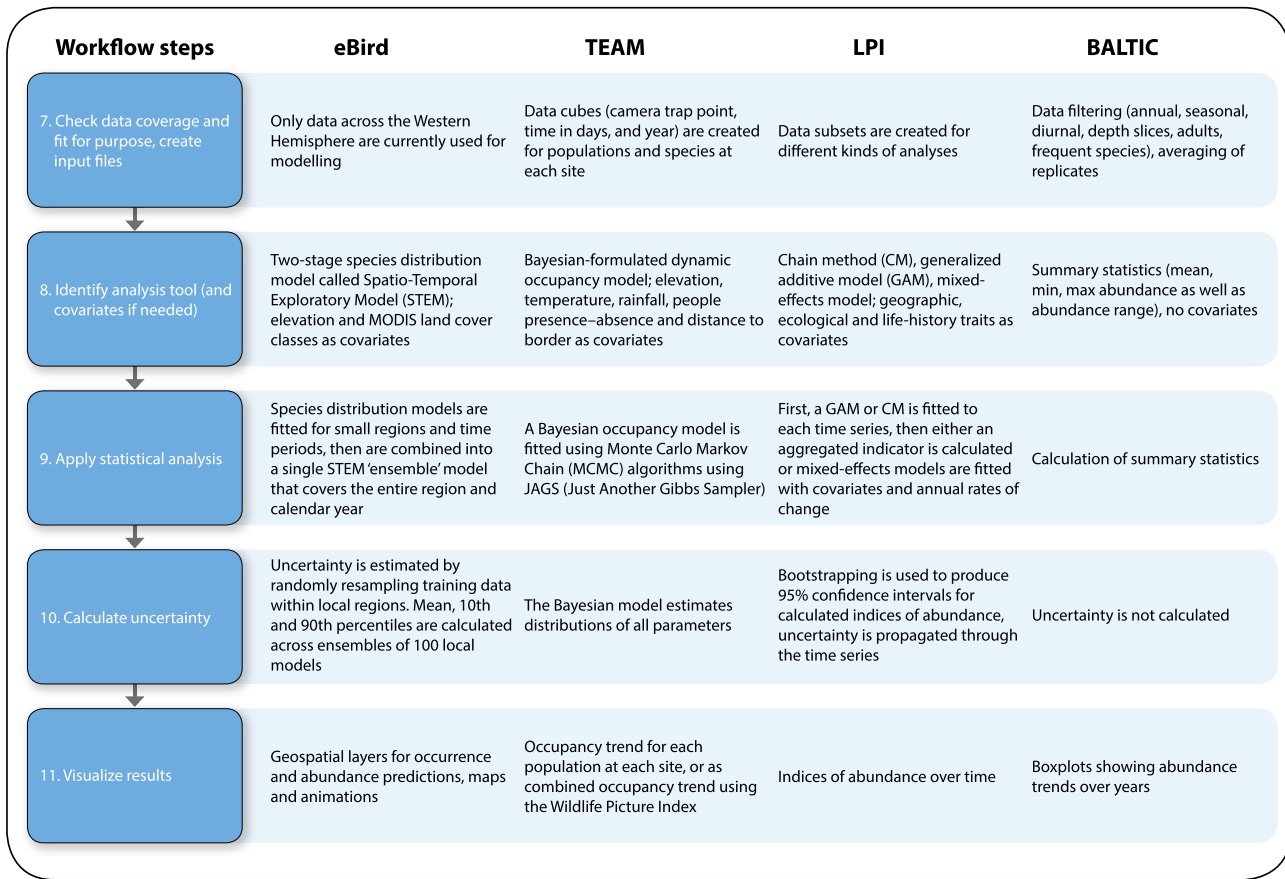 Workflow steps
eBird
TEAM
LPI
BALTIC
7. Check data coverage and
fit for purpose, create
input files
Only data across the Western
Hemisphere are currently used for
modelling
Data cubes (camera trap point,
time in days, and year) are created
for populations and species at
each site
Data subsets are created for
different kinds of analyses
Data filtering (annual, seasonal,
diurnal, depth slices, adults,
frequent species), averaging of
replicates
8. Identify analysis tool (and
covariates if needed)
Two-stage species distribution
model called Spatio-Temporal
Exploratory Model (STEM);
elevation and MODIS land cover
classes as covariates
Bayesian-formulated dynamic
occupancy model; elevation,
temperature, rainfall, people
presence–absence and distance to
border as covariates
Chain method (CM), generalized
additive model (GAM), mixed-
effects model; geographic,
ecological and life-history traits as
covariates
Summary statistics (mean,
min, max abundance as well as
abundance range), no covariates
9. Apply statistical analysis
Species distribution models are
fitted for small regions and time
periods, then are combined into
a single STEM ‘ensemble’ model
that covers the entire region and
calendar year
A Bayesian occupancy model is
fitted using Monte Carlo Markov
Chain (MCMC) algorithms using
JAGS (Just Another Gibbs Sampler)
First, a GAM or CM is fitted to
each time series, then either an
aggregated indicator is calculated
or mixed-effects models are fitted
with covariates and annual rates of
change
Calculation of summary statistics
10. Calculate uncertainty
Uncertainty is estimated by
randomly resampling training data
within local regions. Mean, 10th
and 90th percentiles are calculated
across ensembles of 100 local
models
The Bayesian model estimates
distributions of all parameters
Bootstrapping is used to produce
95% confidence intervals for
calculated indices of abundance,
uncertainty is propagated through
the time series
Uncertainty is not calculated
11. Visualize results
Geospatial layers for occurrence
and abundance predictions, maps
and animations
Occupancy trend for each
population at each site, or as
combined occupancy trend using
the Wildlife Picture Index
Indices of abundance over time
Boxplots showing abundance
trends over years